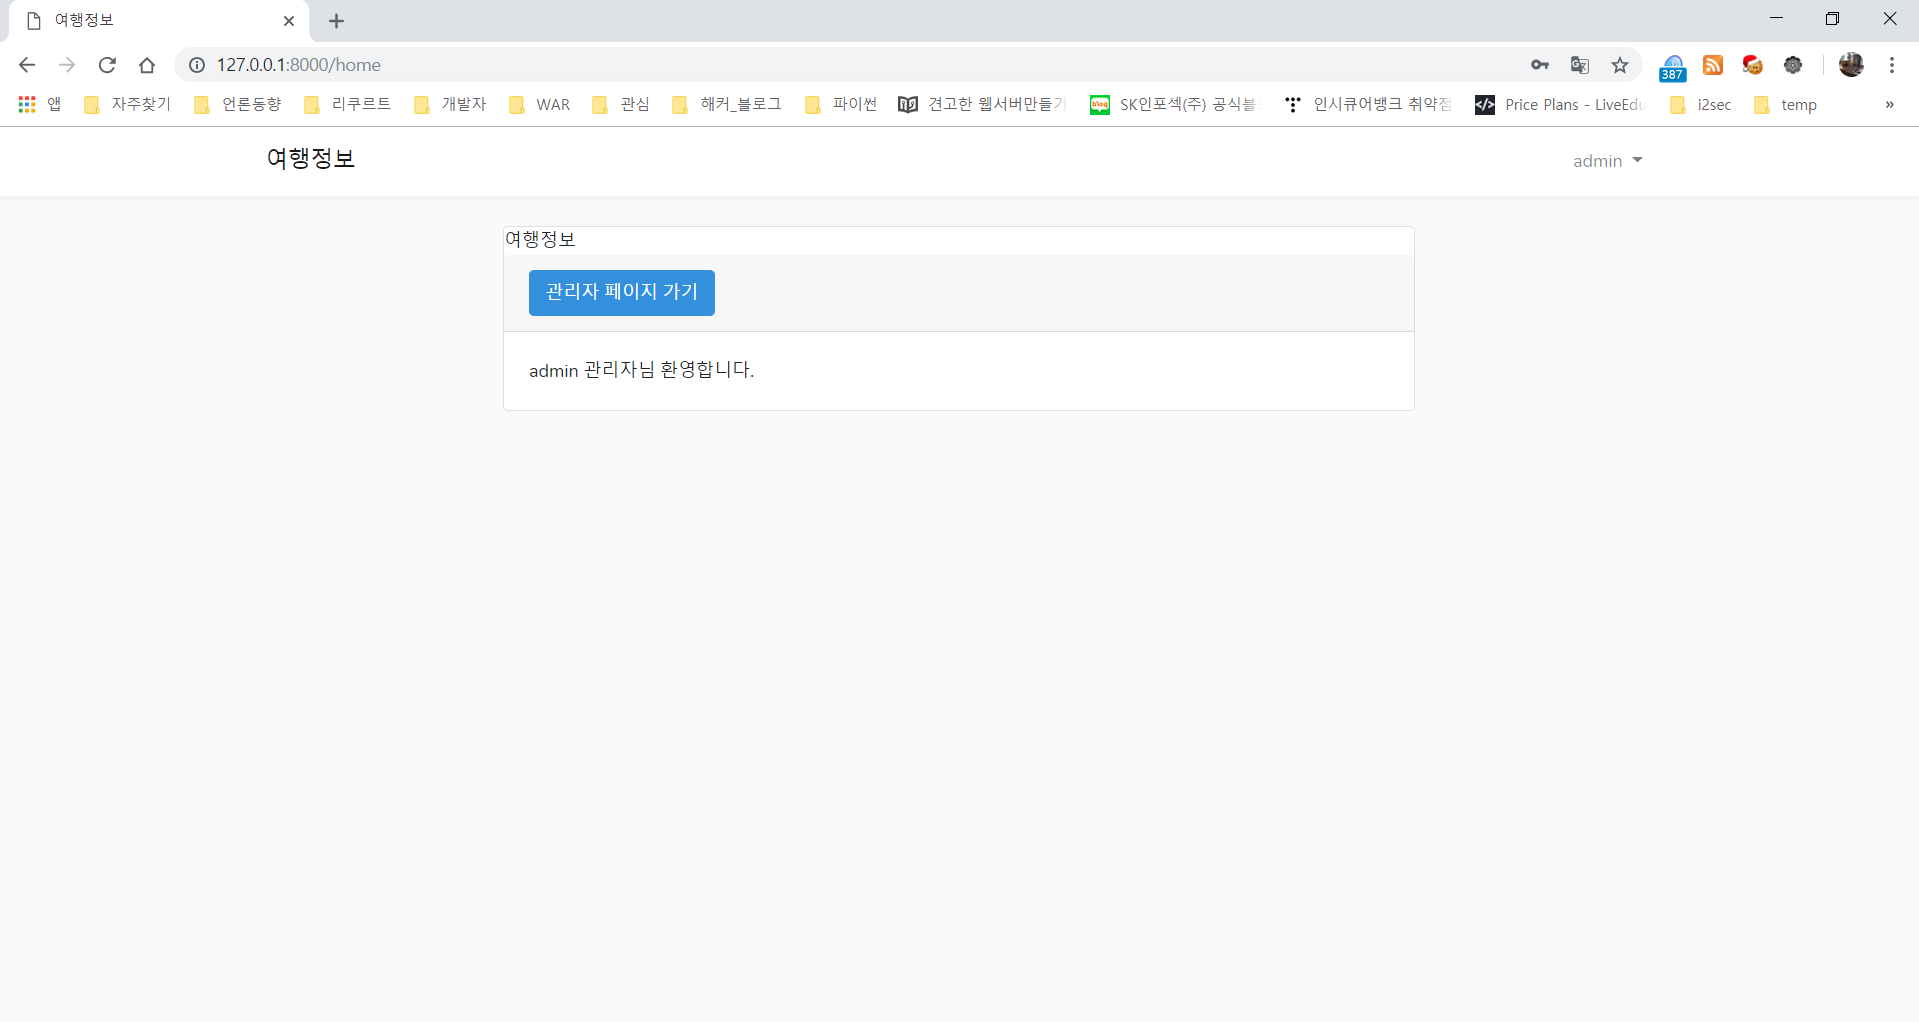 여행정보
127.0.0.1:8000/home
387
앱 자주찾기 언론동향 리쿠르트 개발자 WAR 관심 해커_블로그 파이썬 견고한 웹서버만들기 blog SK인포섹(주) 공식블 인시큐어뱅크 취약점 </> Price Plans - LiveEdu i2sec temp »
여행정보 admin
여행정보
관리자 페이지 가기
admin 관리자님 환영합니다.